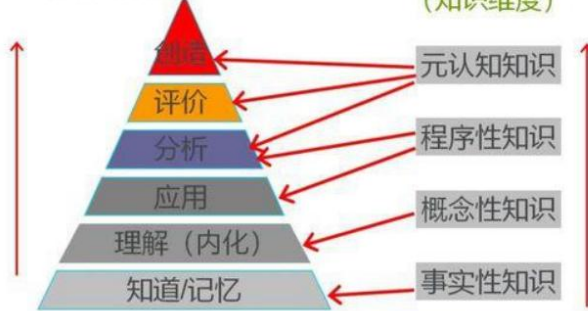 （知识维度）
创造
元认知知识
评价
程序性知识
分析
应用
概念性知识
理解（内化）
事实性知识
知道/记忆